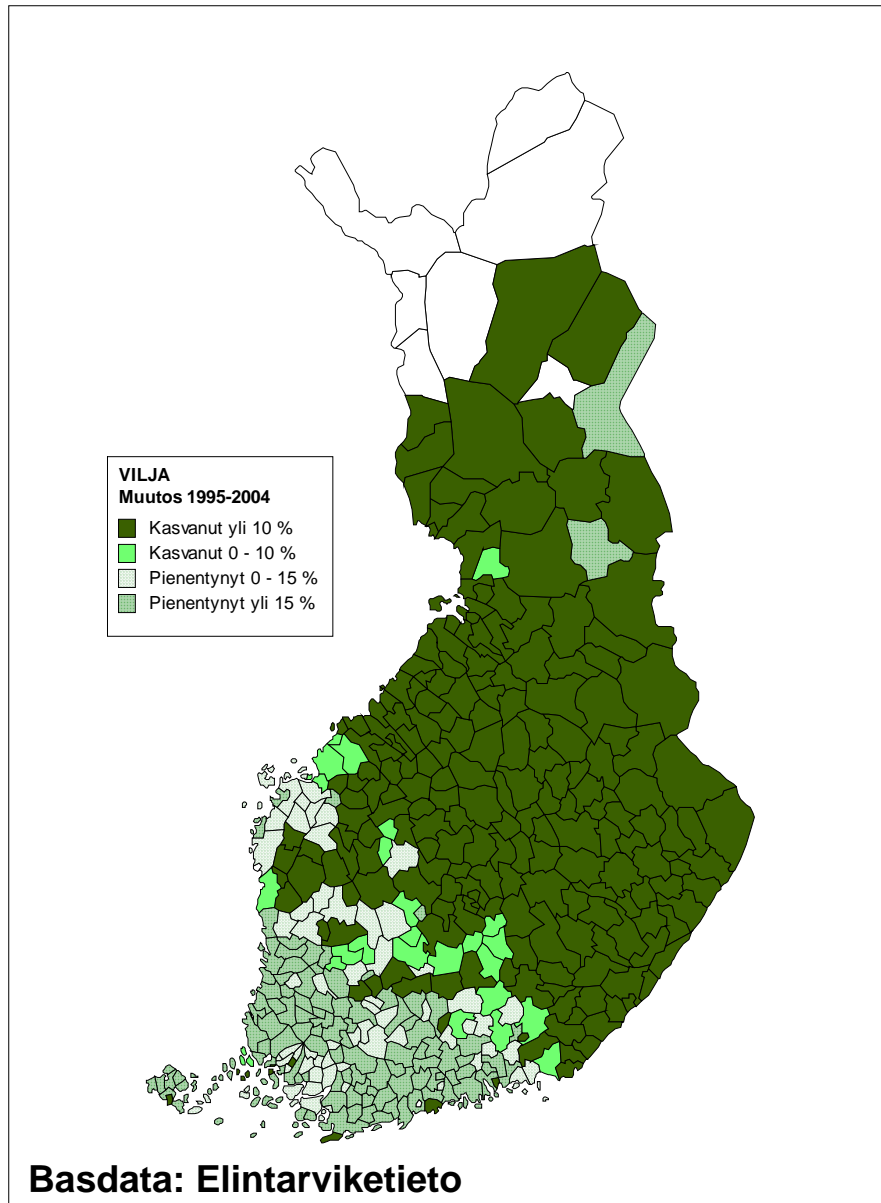 VILJA
Muutos 1995-2004
Kasvanut yli 10 %
Kasvanut 0 - 10 %
Pienentynyt 0 - 15 %
Pienentynyt yli 15 %
Basdata: Elintarviketieto